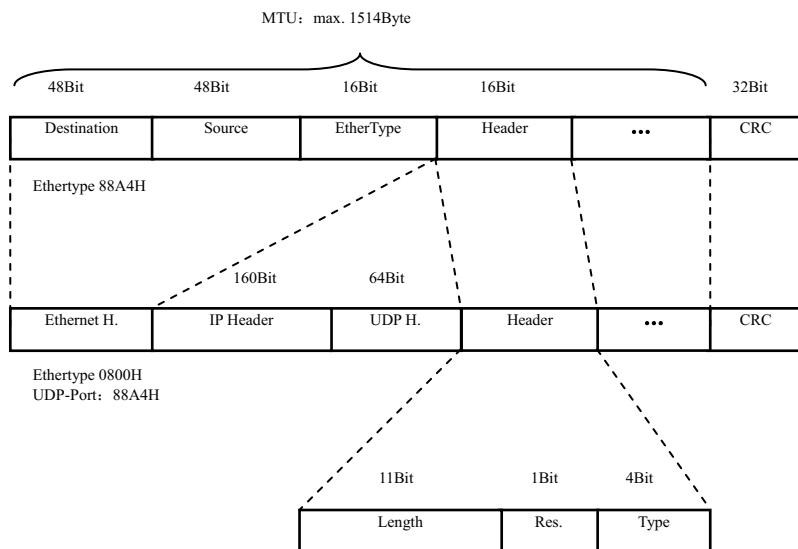 MTU：max. 1514Byte
48Bit 48Bit 16Bit 16Bit 32Bit
Destination Source EtherType Header ... CRC
Ethertype 88A4H
160Bit 64Bit
Ethernet H. IP Header UDP H. Header ... CRC
Ethertype 0800H
UDP-Port：88A4H
11Bit 1Bit 4Bit
Length Res. Type